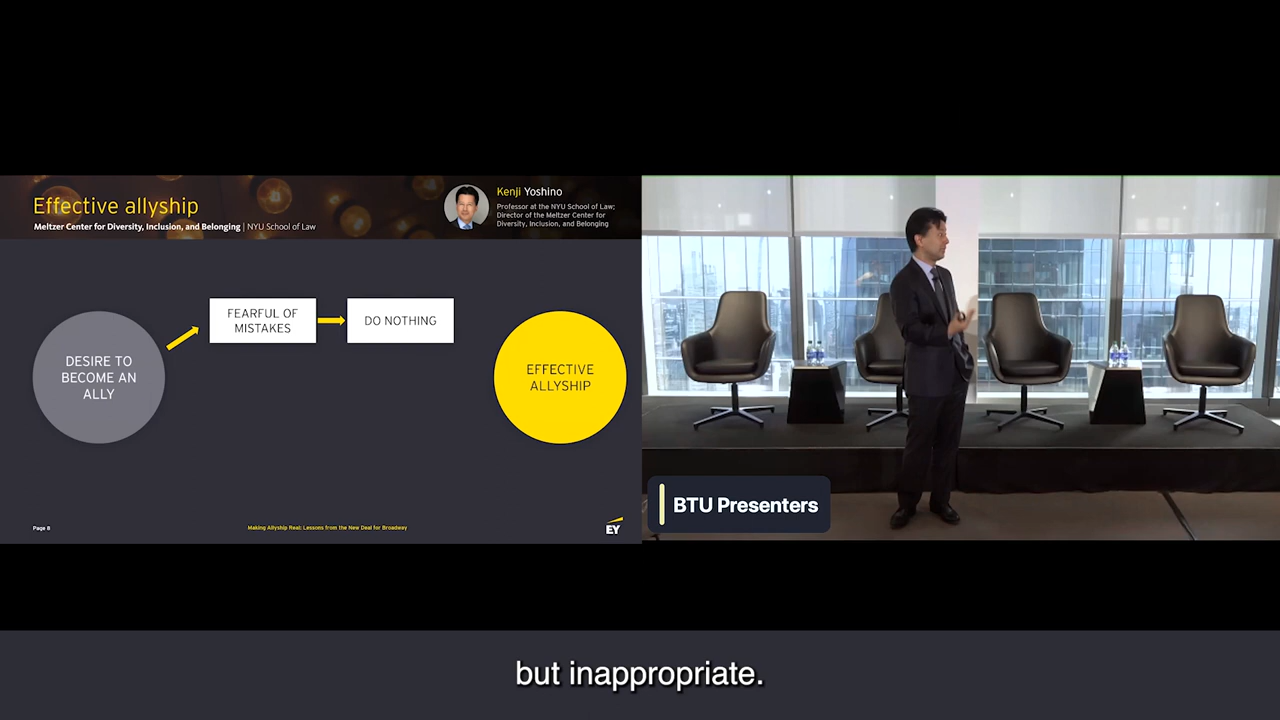 Effective allyship
Meltzer Center for Diversity, Inclusion, and Belonging | NYU School of Law
Kenji Yoshino
Professor at the NYU School of Law;
Director of the Meltzer Center for
Diversity, Inclusion, and Belonging
DESIRE TO
BECOME AN
ALLY
FEARFUL OF
MISTAKES
DO NOTHING
EFFECTIVE
ALLYSHIP
Page 8
Making Allyship Real: Lessons from the New Deal for Broadway
EY
BTU Presenters
but inappropriate.